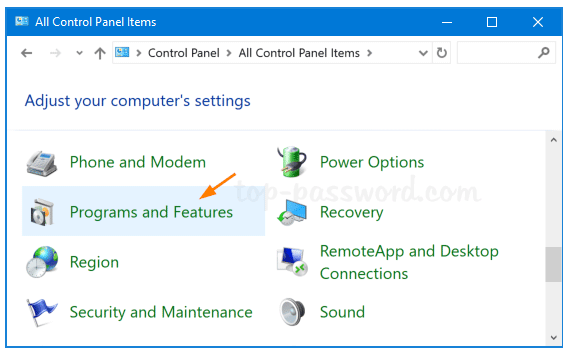 All Control Panel Items
Control Panel > All Control Panel Items >
Adjust your computer's settings
Phone and Modem
Power Options
top-password.com
Programs and Features
Recovery
Region
RemoteApp and Desktop
Connections
Security and Maintenance
Sound